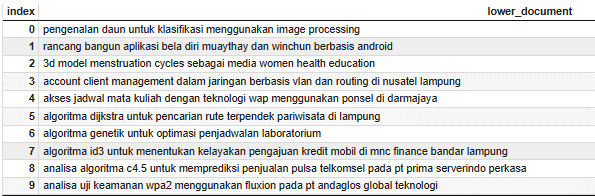 index lower_document
0 pengenalan daun untuk klasifikasi menggunakan image processing
1 rancang bangun aplikasi bela diri muaythay dan winchun berbasis android
2 3d model menstruation cycles sebagai media women health education
3 account client management dalam jaringan berbasis vlan dan routing di nusatel lampung
4 akses jadwal mata kuliah dengan teknologi wap menggunakan ponsel di darmajaya
5 algoritma dijkstra untuk pencarian rute terpendek pariwisata di lampung
6 algoritma genetik untuk optimasi penjadwalan laboratorium
7 algoritma id3 untuk menentukan kelayakan pengajuan kredit mobil di mnc finance bandar lampung
8 analisa algoritma c4.5 untuk memprediksi penjualan pulsa telkomsel pada pt prima serverindo perkasa
9 analisa uji keamanan wpa2 menggunakan fluxion pada pt andaglos global teknologi